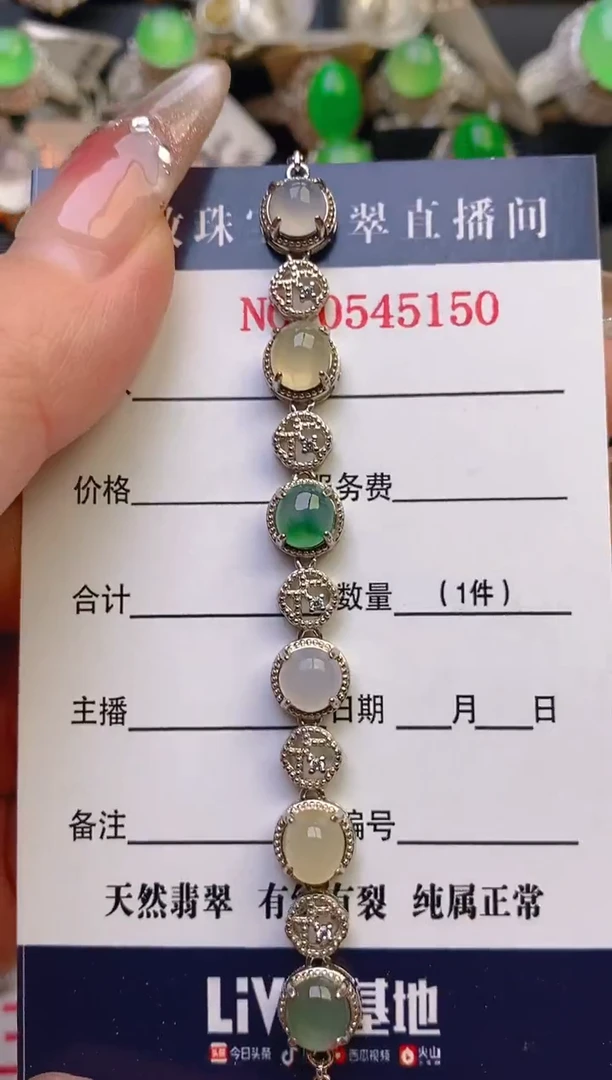 珠 翠直播间
NO 0545150
价格 务费
合计 数量 (1件)
主播 日期 月 日
备注 编号
天然翡翠 有 有裂 纯属正常
LiV 基地
今日头条 西瓜视频 火山